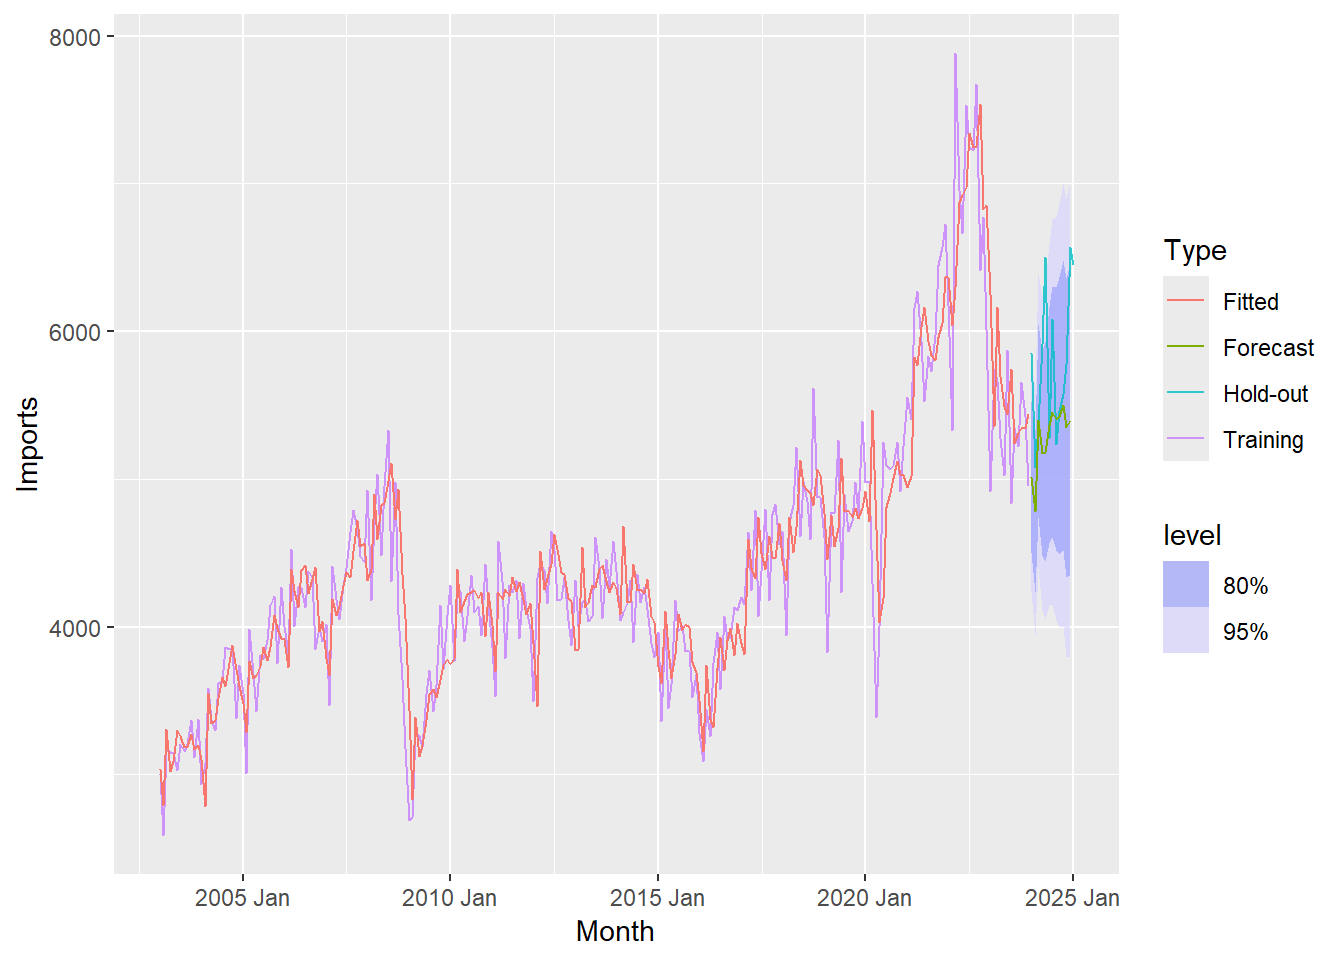 8000
6000
4000
Imports
2005 Jan
2010 Jan
2015 Jan
2020 Jan
2025 Jan
Month
Type
Fitted
Forecast
Hold-out
Training
level
80%
95%